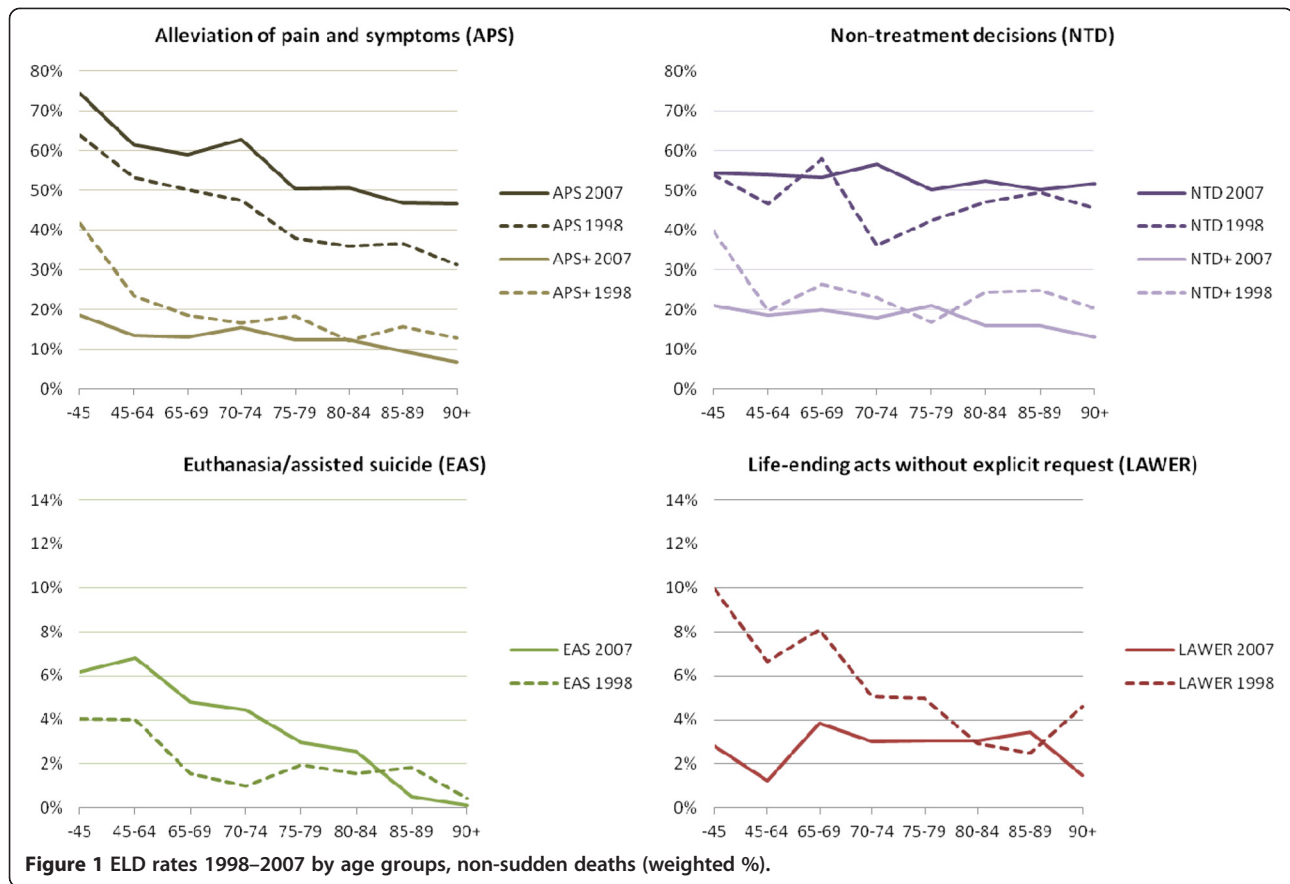 Alleviation of pain and symptoms (APS)
80%
70%
60%
50%
40%
30%
20%
10%
0%
-45 45-64 65-69 70-74 75-79 80-84 85-89 90+
APS 2007
APS 1998
APS+ 2007
APS+ 1998
Non-treatment decisions (NTD)
80%
70%
60%
50%
40%
30%
20%
10%
0%
-45 45-64 65-69 70-74 75-79 80-84 85-89 90+
NTD 2007
NTD 1998
NTD+ 2007
NTD+ 1998
Euthanasia/assisted suicide (EAS)
14%
12%
10%
8%
6%
4%
2%
0%
-45 45-64 65-69 70-74 75-79 80-84 85-89 90+
EAS 2007
EAS 1998
Life-ending acts without explicit request (LAWER)
14%
12%
10%
8%
6%
4%
2%
0%
-45 45-64 65-69 70-74 75-79 80-84 85-89 90+
LAWER 2007
LAWER 1998
Figure 1 ELD rates 1998–2007 by age groups, non-sudden deaths (weighted %).